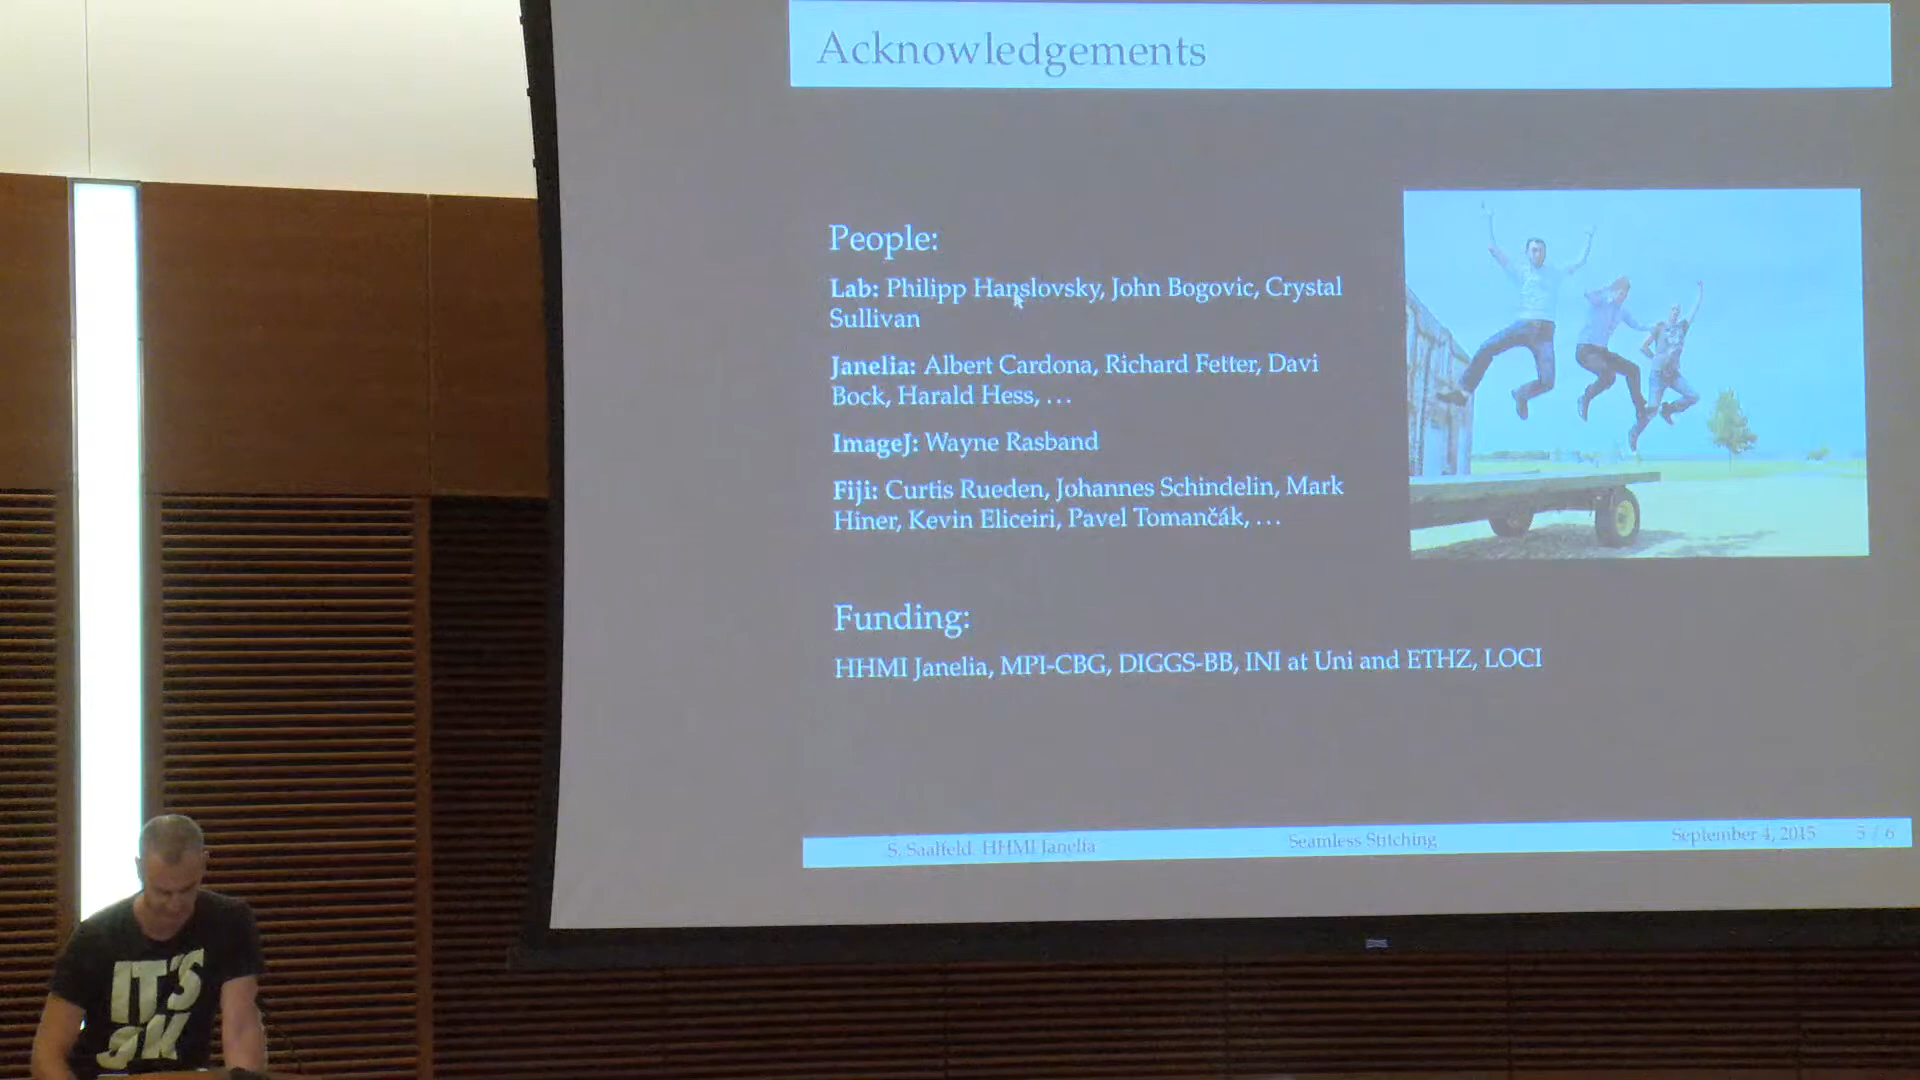 Acknowledgements
People:
Lab: Philipp Hanslovsky, John Bogovic, Crystal
Sullivan
Janelia: Albert Cardona, Richard Fetter, Davi
Bock, Harald Hess, ...
ImageJ: Wayne Rasband
Fiji: Curtis Rueden, Johannes Schindelin, Mark
Hiner, Kevin Eliceiri, Pavel Tomančák, ...
Funding:
HHMI Janelia, MPI-CBG, DIGGS-BB, INI at Uni and ETHZ, LOCI
S. Saalfeld, HHMI Janelia Seamless Stitching September 4, 2015 5 / 6
IT'S
OK